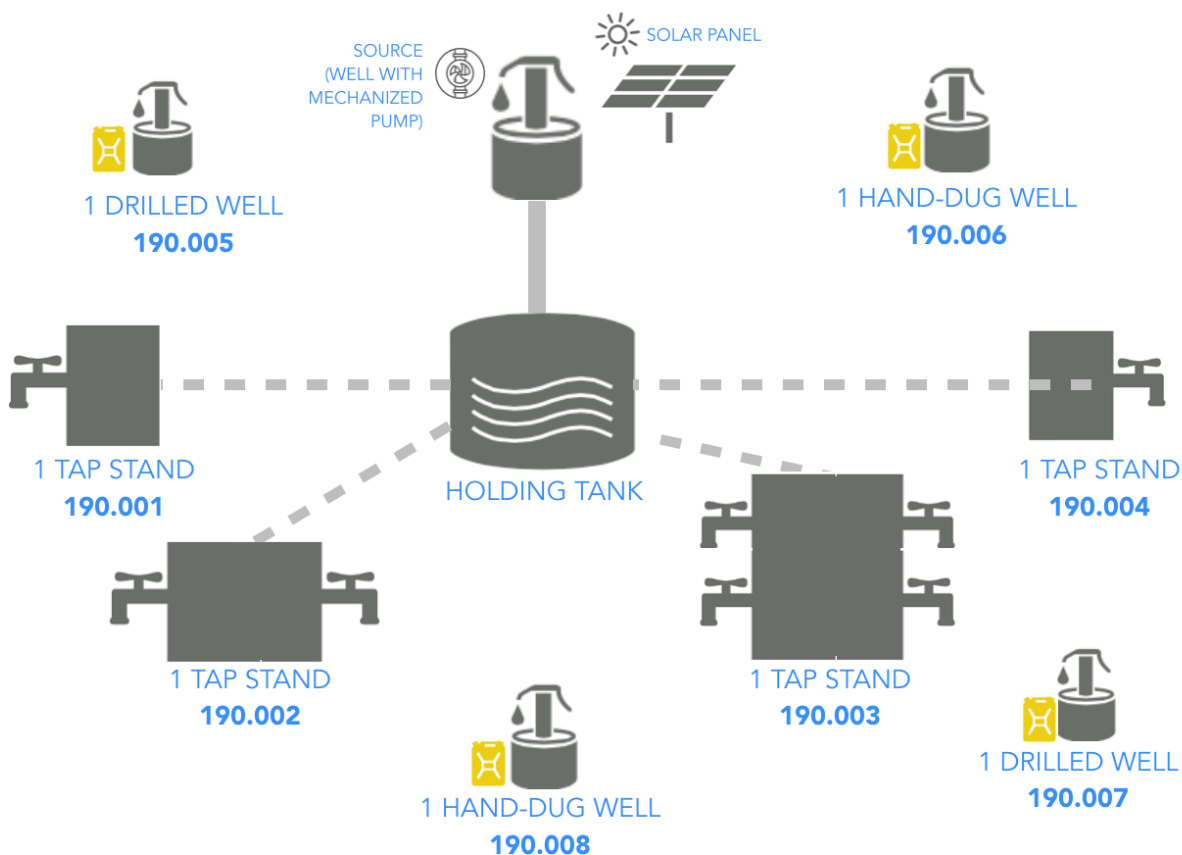 SOLAR PANEL
SOURCE
(WELL WITH
MECHANIZED
PUMP)
1 DRILLED WELL
190.005
1 HAND-DUG WELL
190.006
1 TAP STAND
190.001
HOLDING TANK
1 TAP STAND
190.004
1 TAP STAND
190.002
1 TAP STAND
190.003
1 HAND-DUG WELL
190.008
1 DRILLED WELL
190.007